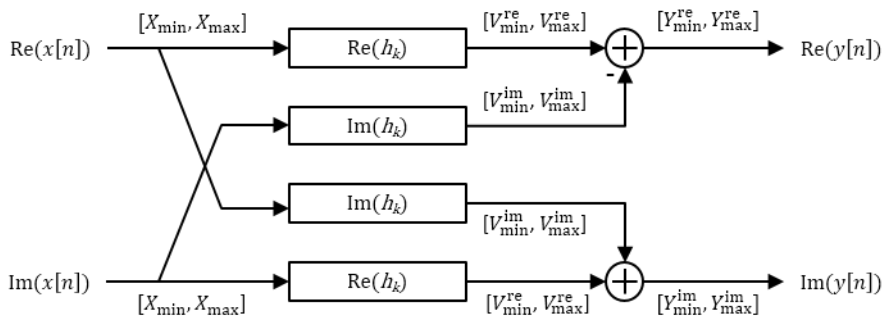 [X_min, X_max]
[V_min^re, V_max^re]
[Y_min^re, Y_max^re]
Re(x[n])
Re(h_k)
+
Re(y[n])
-
[V_min^im, V_max^im]
Im(h_k)
Im(h_k)
[V_min^im, V_max^im]
Im(x[n])
Re(h_k)
+
Im(y[n])
[X_min, X_max]
[V_min^re, V_max^re]
[Y_min^im, Y_max^im]